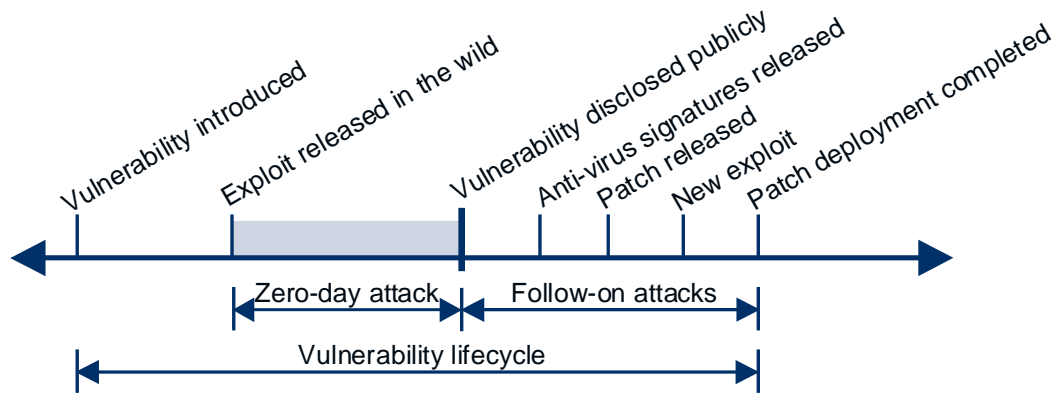 Vulnerability introduced
Exploit released in the wild
Vulnerability disclosed publicly
Anti-virus signatures released
Patch released
New exploit
Patch deployment completed
Zero-day attack
Follow-on attacks
Vulnerability lifecycle